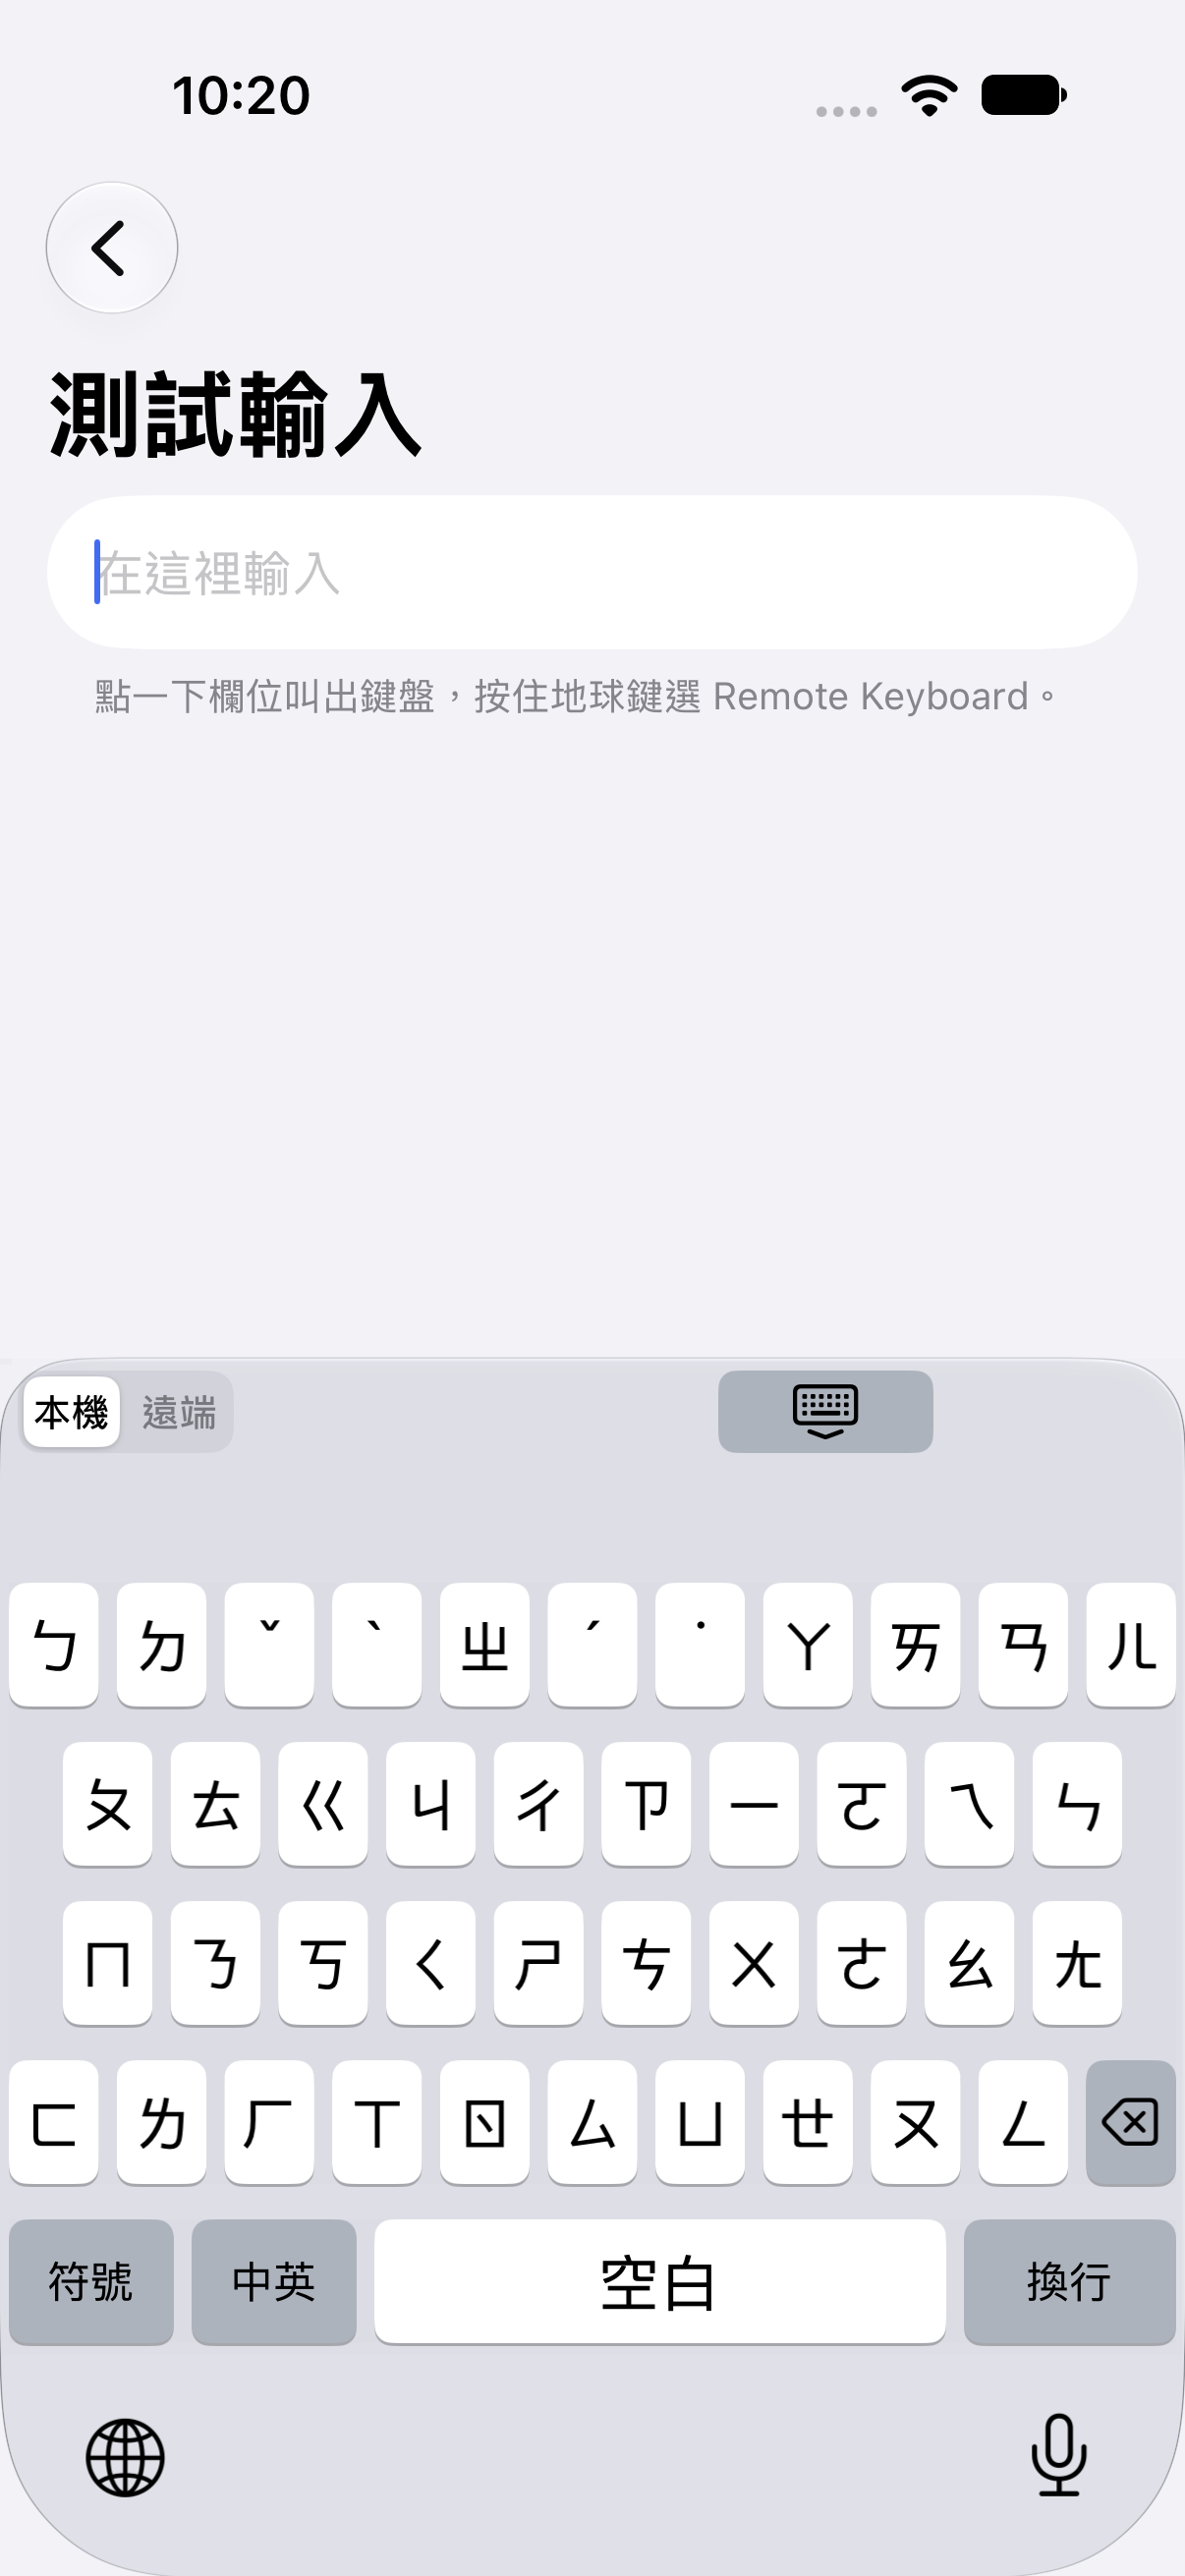 10:20
測試輸入
在這裡輸入
點一下欄位叫出鍵盤，按住地球鍵選 Remote Keyboard。
本機 遠端
ㄅ ㄉ ˇ ˋ ㄓ ˊ ˙ ㄚ ㄞ ㄢ ㄦ
ㄆ ㄊ ㄍ ㄐ ㄔ ㄗ ㄧ ㄛ ㄟ ㄣ
ㄇ ㄋ ㄎ ㄑ ㄕ ㄘ ㄨ ㄜ ㄠ ㄤ
ㄈ ㄌ ㄏ ㄒ ㄖ ㄙ ㄩ ㄝ ㄡ ㄥ
符號 中英 空白 換行